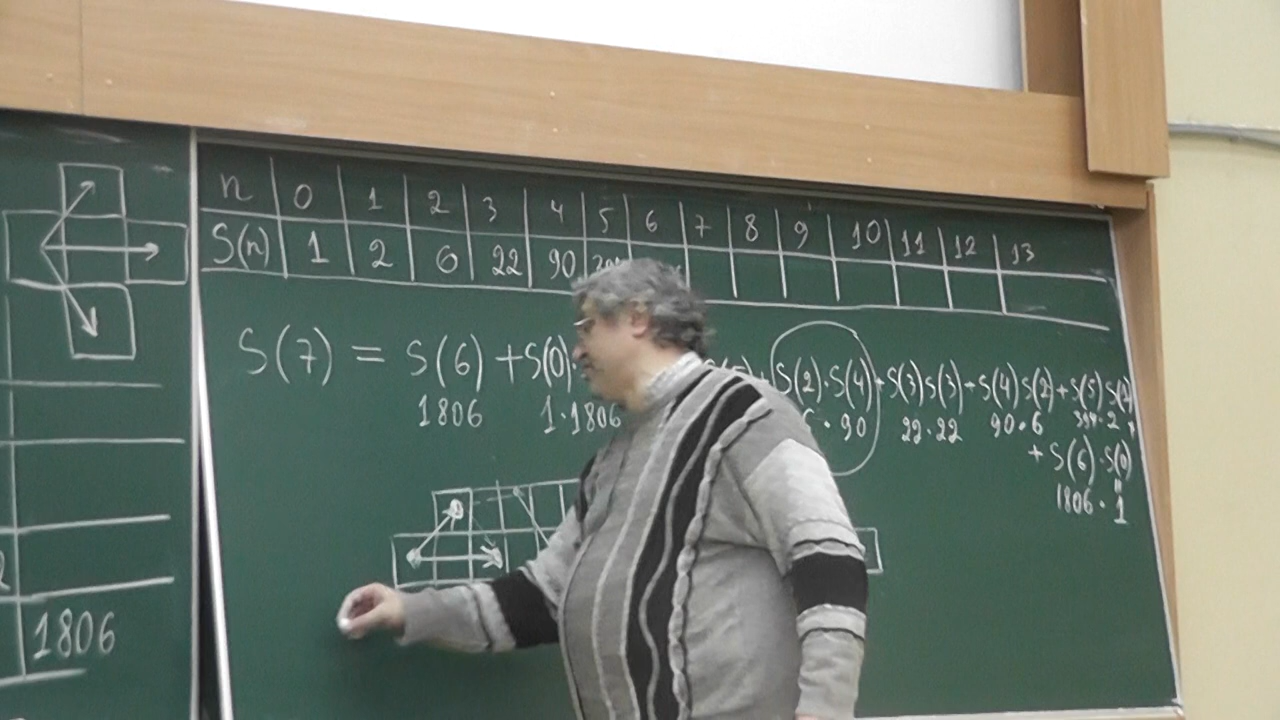 n 0 1 2 3 4 5 6 7 8 9 10 11 12 13
S(n) 1 2 6 22 90
S(7) = S(6) + S(0) S(2)·S(4) + S(3)S(3) + S(4)S(2) + S(5)
1806 1·1806 · 90 22·22 90·6 394·2
+ S(6)·S(0)
1806 · 1
1806